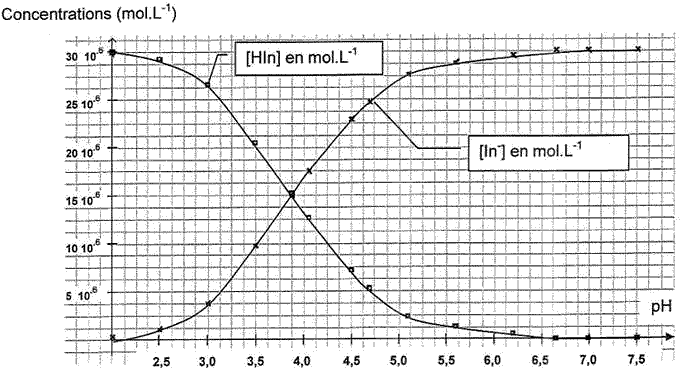 Concentrations (mol.L⁻¹)
30 10⁻⁶
[HIn] en mol.L⁻¹
25 10⁻⁶
20 10⁻⁶
[In⁻] en mol.L⁻¹
15 10⁻⁶
10 10⁻⁶
5 10⁻⁶
pH
2,5 3,0 3,5 4,0 4,5 5,0 5,5 6,0 6,5 7,0 7,5